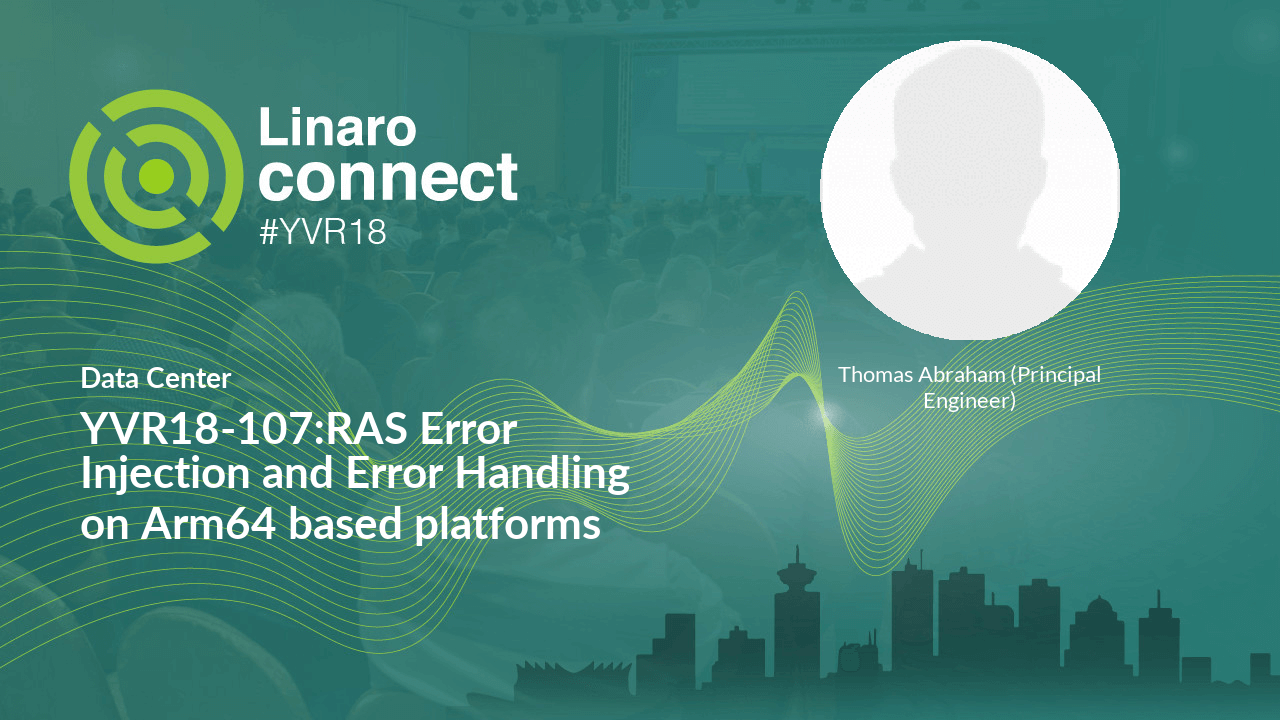 Linaro
connect
#YVR18
Data Center
YVR18-107:RAS Error
Injection and Error Handling
on Arm64 based platforms
Thomas Abraham (Principal
Engineer)